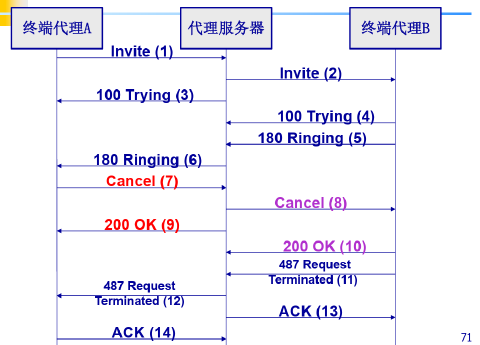 终端代理A
代理服务器
终端代理B
Invite (1)
Invite (2)
100 Trying (3)
100 Trying (4)
180 Ringing (5)
180 Ringing (6)
Cancel (7)
Cancel (8)
200 OK (9)
200 OK (10)
487 Request
Terminated (11)
487 Request
Terminated (12)
ACK (13)
ACK (14)
71